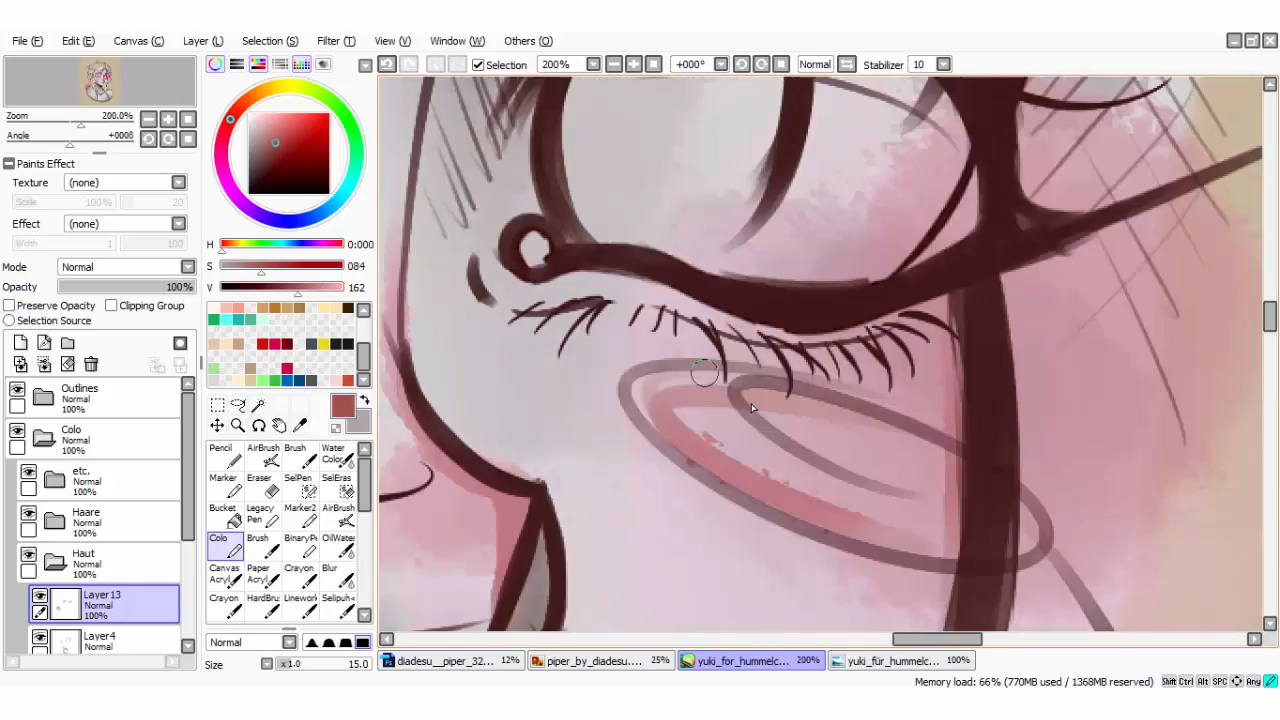 File (F) Edit (E) Canvas (C) Layer (L) Selection (S) Filter (T) View (V) Window (W) Others (O)
Selection 200% +000° Normal Stabilizer 10
Zoom 200.0%
Angle +000θ
Paints Effect
Texture (none)
Scale 100% 20
Effect (none)
Width 1 100
Mode Normal
Opacity 100%
Preserve Opacity Clipping Group
Selection Source
Outlines
100%
Colo
100%
etc.
Normal
100%
Haare
100%
Haut
100%
Layer13
Normal
100%
Layer4
Normal
100%
H 0:000
S 084
V 162
Pencil AirBrush Brush Water Color
Marker Eraser SelPen SelEras
Bucket Legacy Pen Marker2 AirBrush
Colo Brush BinaryPe OilWater
Canvas Acryl Paper Acryl Crayon Blur
Crayon HardBru Linework Selipuh«
Normal
Size x1.0 15.0
diadesu__piper_32... 12% piper_by_diadesu.... 25% yuki_for_hummelc... 200% yuki_für_hummelc... 100%
Memory load: 66% (770MB used / 1368MB reserved) Shift Ctrl Alt SPC Any